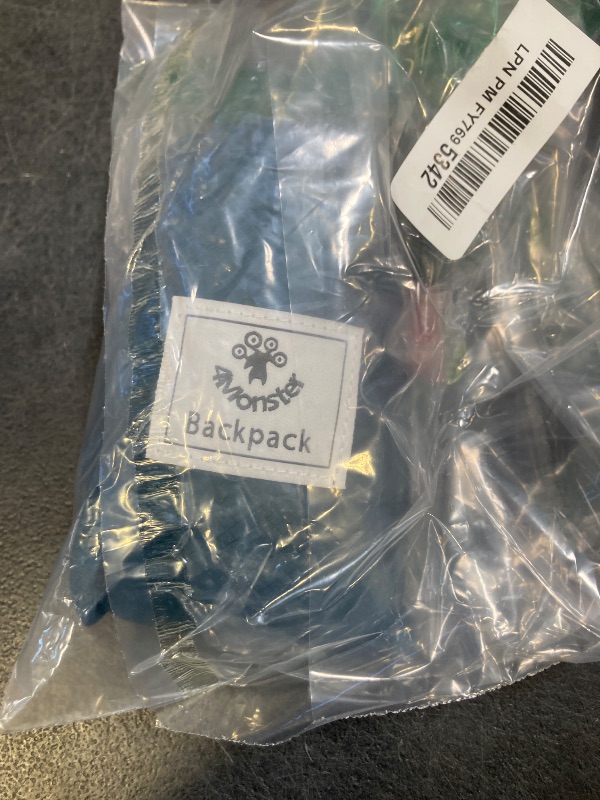 LPN PM FY769 5342
4Monster
Backpack